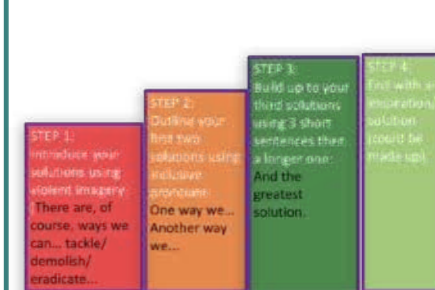 STEP 1:
Introduce your
solutions using
violent imagery
There are, of
course, ways we
can... tackle/
demolish/
eradicate...
STEP 2:
Outline your
first two
solutions using
inclusive
pronouns:
One way we...
Another way
we...
STEP 3:
Build up to your
third solutions
using 3 short
sentences then
a longer one:
And the
greatest
solution.
STEP 4:
End with an
inspirational
solution
(could be
made up).